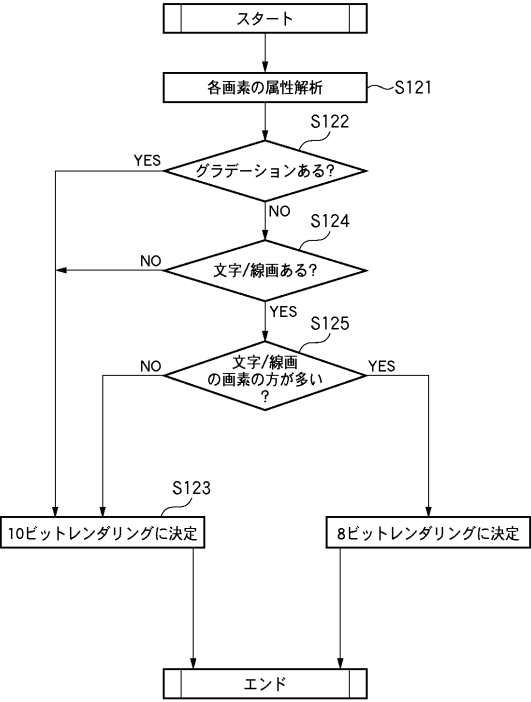 スタート
各画素の属性解析
S121
S122
グラデーションある?
YES
NO
S124
文字/線画ある?
NO
YES
S125
文字/線画
の画素の方が多い
?
NO
YES
S123
10ビットレンダリングに決定
8ビットレンダリングに決定
エンド